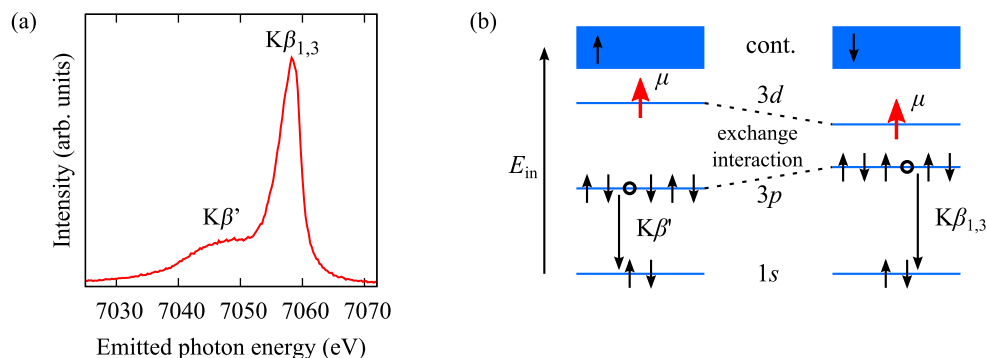 (a)
Intensity (arb. units)
Kβ1,3
Kβ’
7030 7040 7050 7060 7070
Emitted photon energy (eV)
(b)
Ein
cont.
μ
3d
μ
exchange
interaction
3p
Kβ'
Kβ1,3
1s